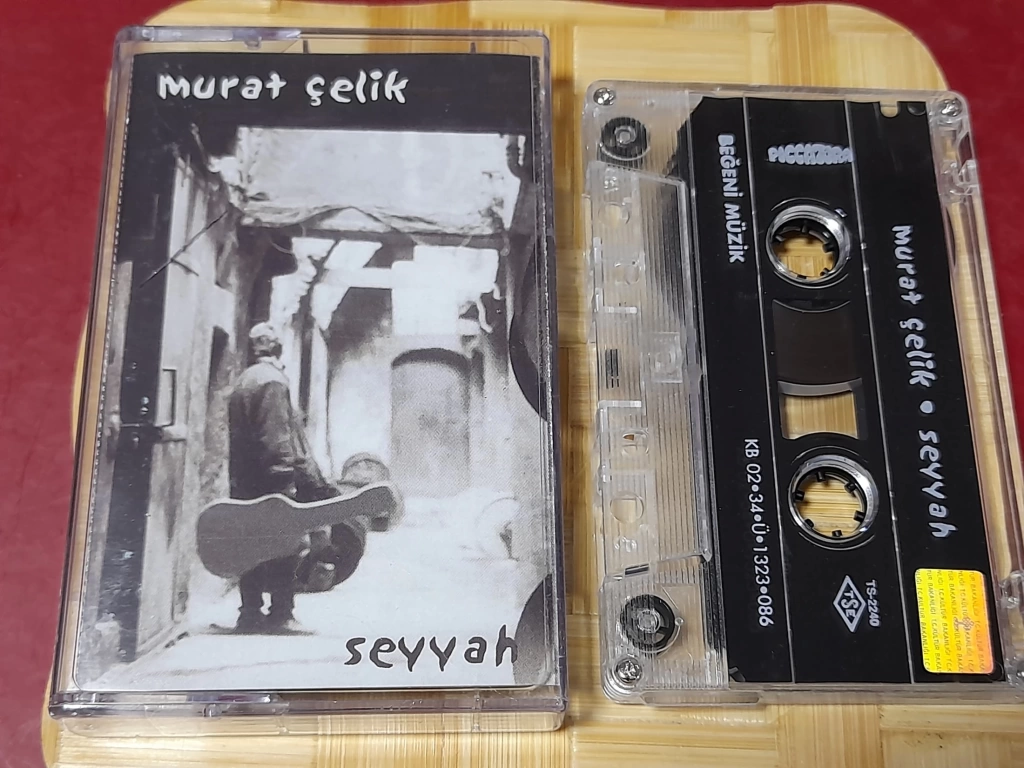 murat çelik
seyyah
BEĞENİ MÜZİK
murat çelik • seyyah
KB 02•34•Ü•1323•086
TSE
TS-2240